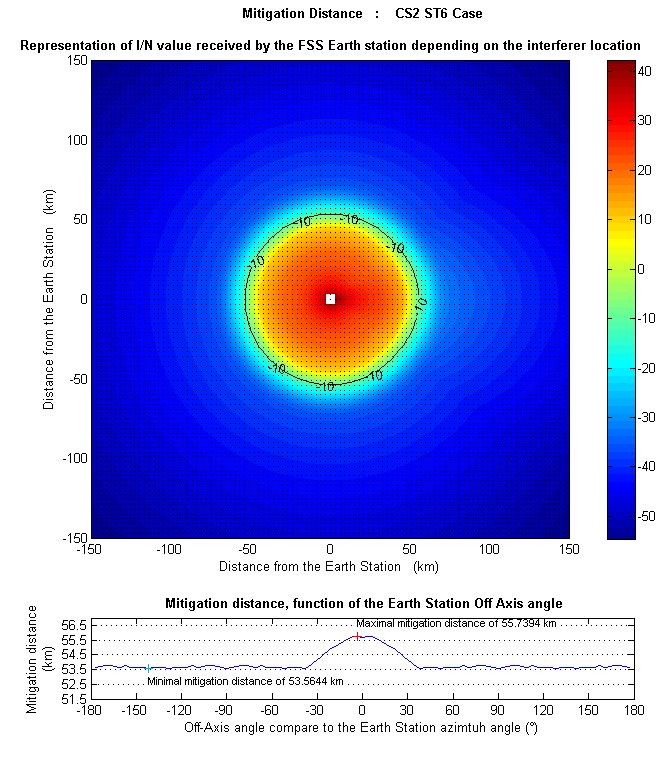 Mitigation Distance : CS2 ST6 Case
Representation of I/N value received by the FSS Earth station depending on the interferer location
150
100
50
0
-50
-100
-150
Distance from the Earth Station (km)
-150 -100 -50 0 50 100 150
Distance from the Earth Station (km)
-10
-10
-10
-10
-10
-10
-10
-10
40
30
20
10
0
-10
-20
-30
-40
-50
Mitigation distance, function of the Earth Station Off Axis angle
Mitigation distance
(km)
56.5
55.5
54.5
53.5
52.5
51.5
Maximal mitigation distance of 55.7394 km
Minimal mitigation distance of 53.5644 km
-180 -150 -120 -90 -60 -30 0 30 60 90 120 150 180
Off-Axis angle compare to the Earth Station azimtuh angle (°)